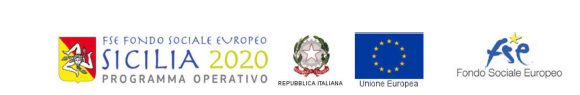 FSE FONDO SOCIALE EUROPEO
SICILIA 2020
PROGRAMMA OPERATIVO
REPUBBLICA ITALIANA
Unione Europea
fse
Fondo Sociale Europeo